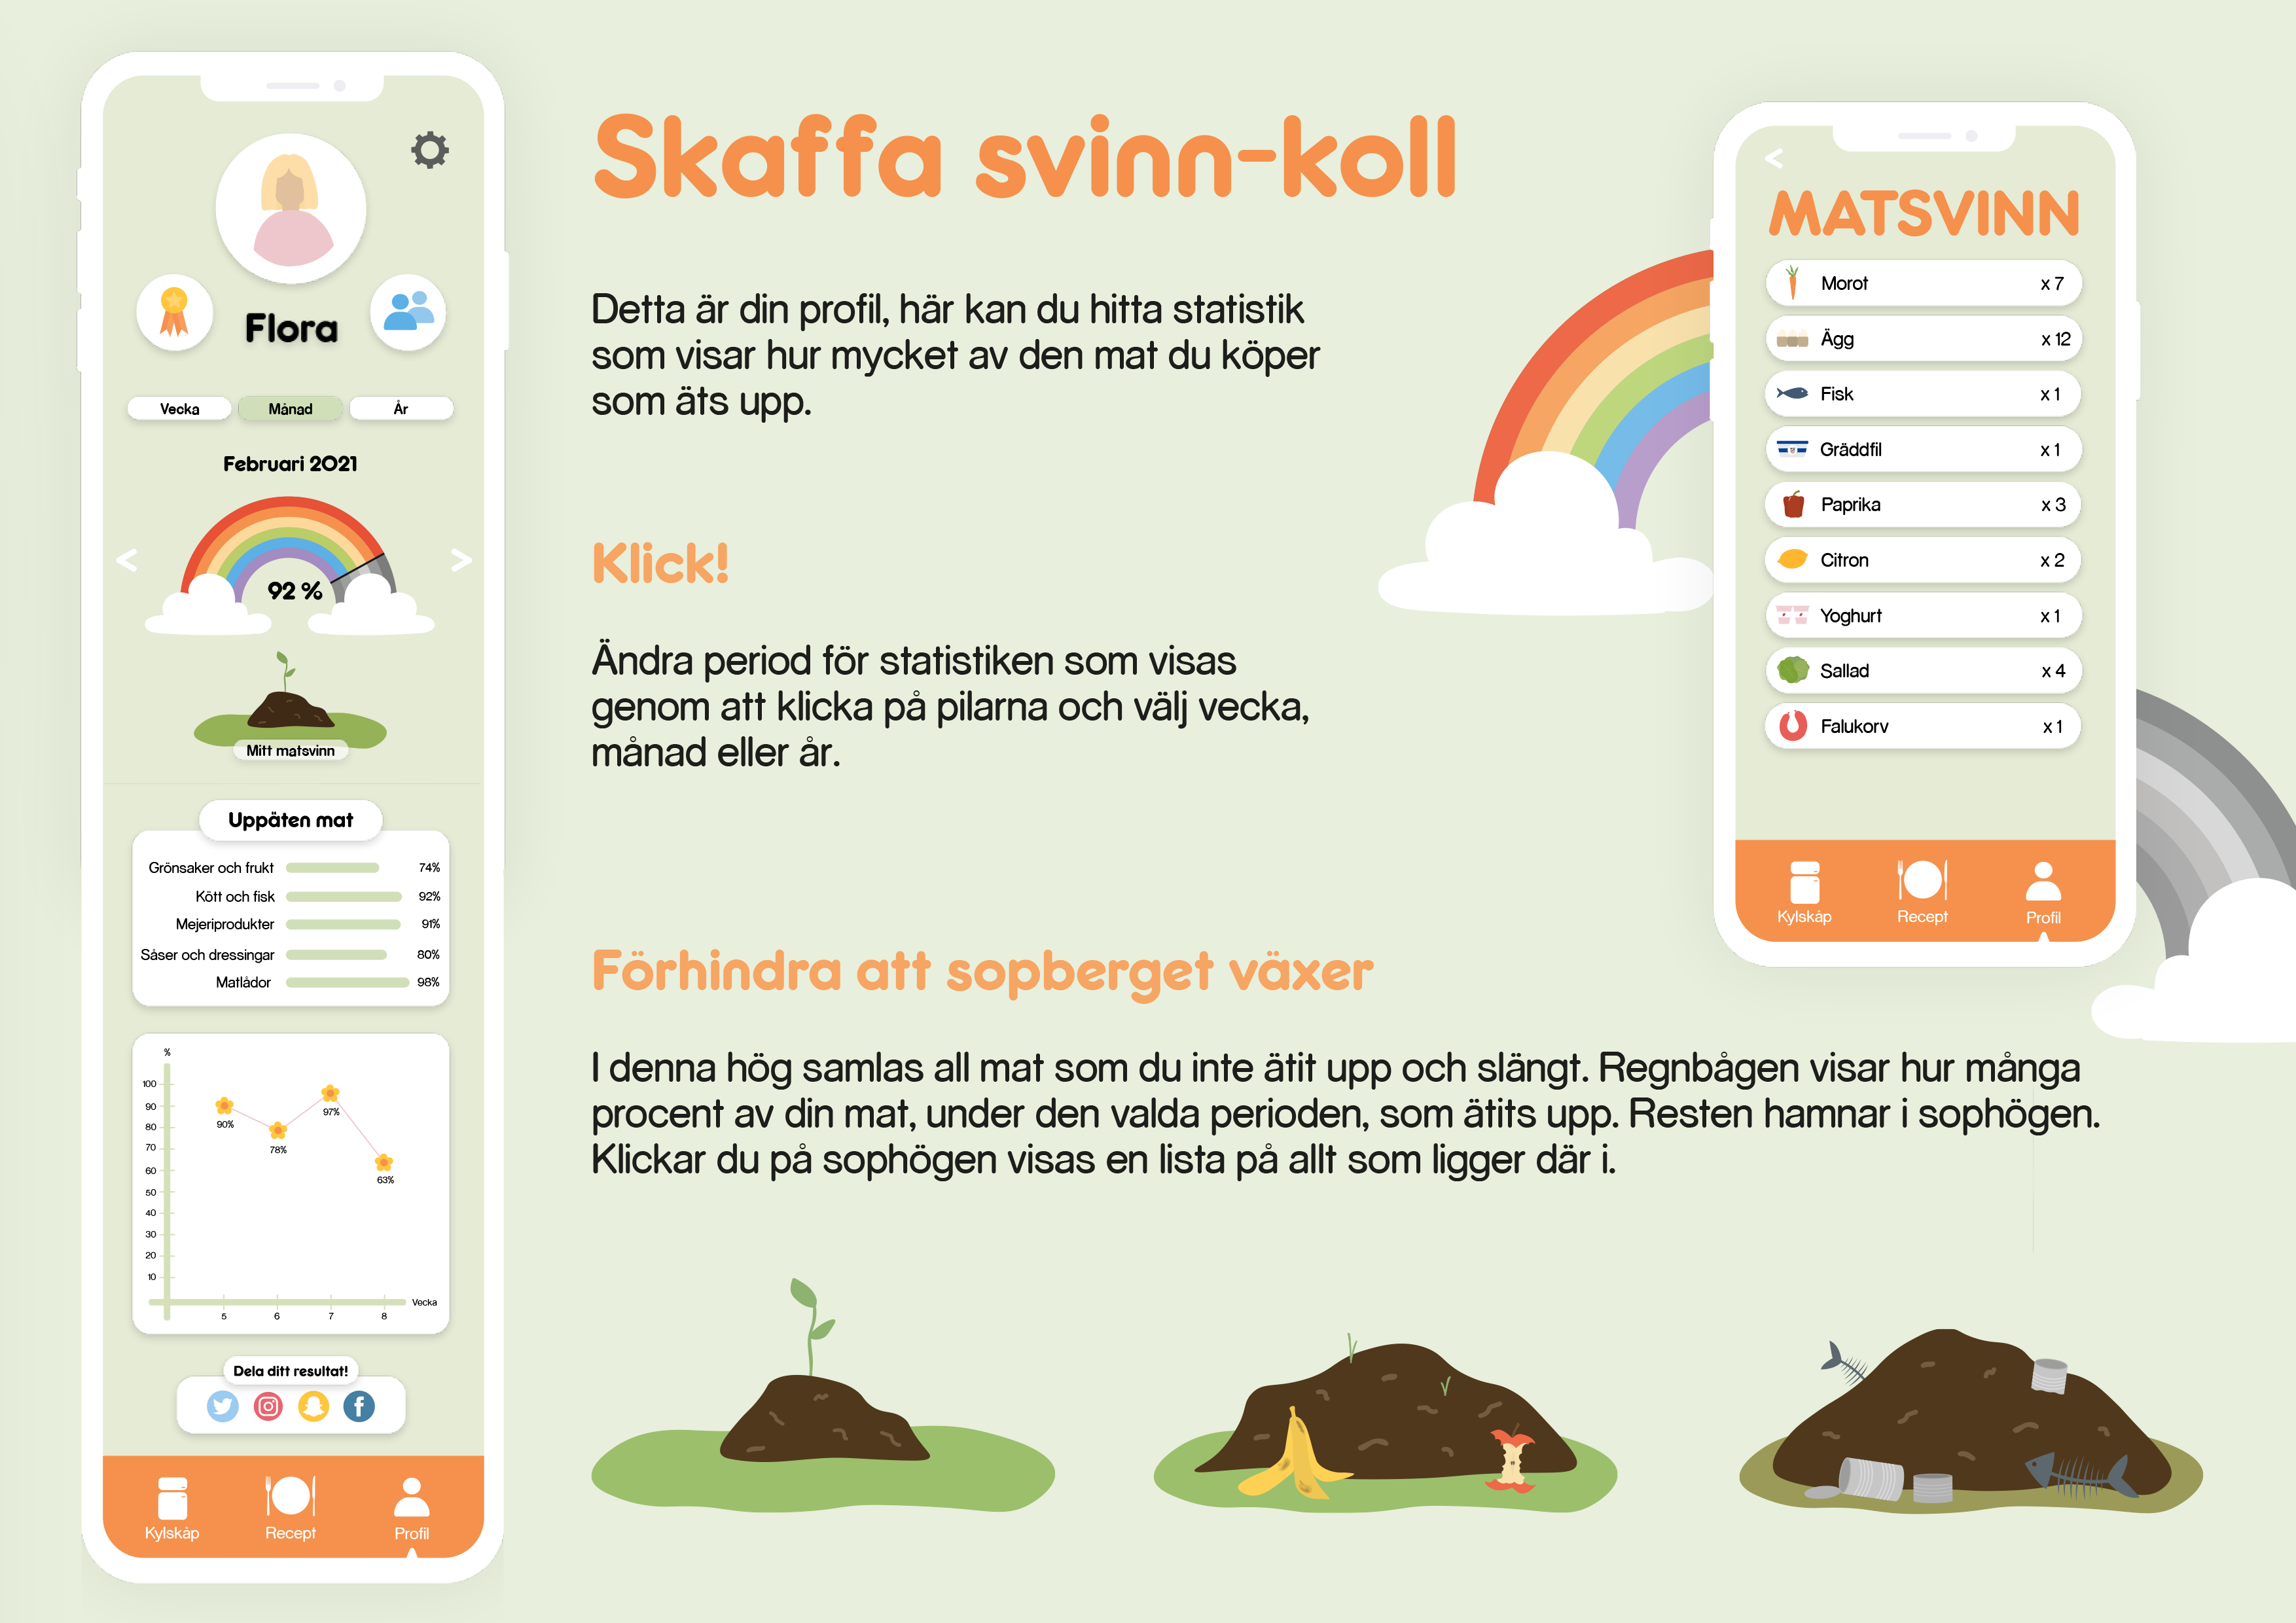 Flora
Vecka
Månad
År
Februari 2021
<
>
92 %
Mitt matsvinn
Uppäten mat
Grönsaker och frukt 74%
Kött och fisk 92%
Mejeriprodukter 91%
Såser och dressingar 80%
Matlådor 98%
%
100
90
80
70
60
50
40
30
20
10
90%
78%
97%
63%
5 6 7 8 Vecka
Dela ditt resultat!
Kylskåp Recept Profil
Skaffa svinn-koll
Detta är din profil, här kan du hitta statistik
som visar hur mycket av den mat du köper
som äts upp.
Klick!
Ändra period för statistiken som visas
genom att klicka på pilarna och välj vecka,
månad eller år.
Förhindra att sopberget växer
I denna hög samlas all mat som du inte ätit upp och slängt. Regnbågen visar hur många
procent av din mat, under den valda perioden, som ätits upp. Resten hamnar i sophögen.
Klickar du på sophögen visas en lista på allt som ligger där i.
<
MATSVINN
Morot x 7
Ägg x 12
Fisk x 1
Gräddfil x 1
Paprika x 3
Citron x 2
Yoghurt x 1
Sallad x 4
Falukorv x 1
Kylskåp Recept Profil